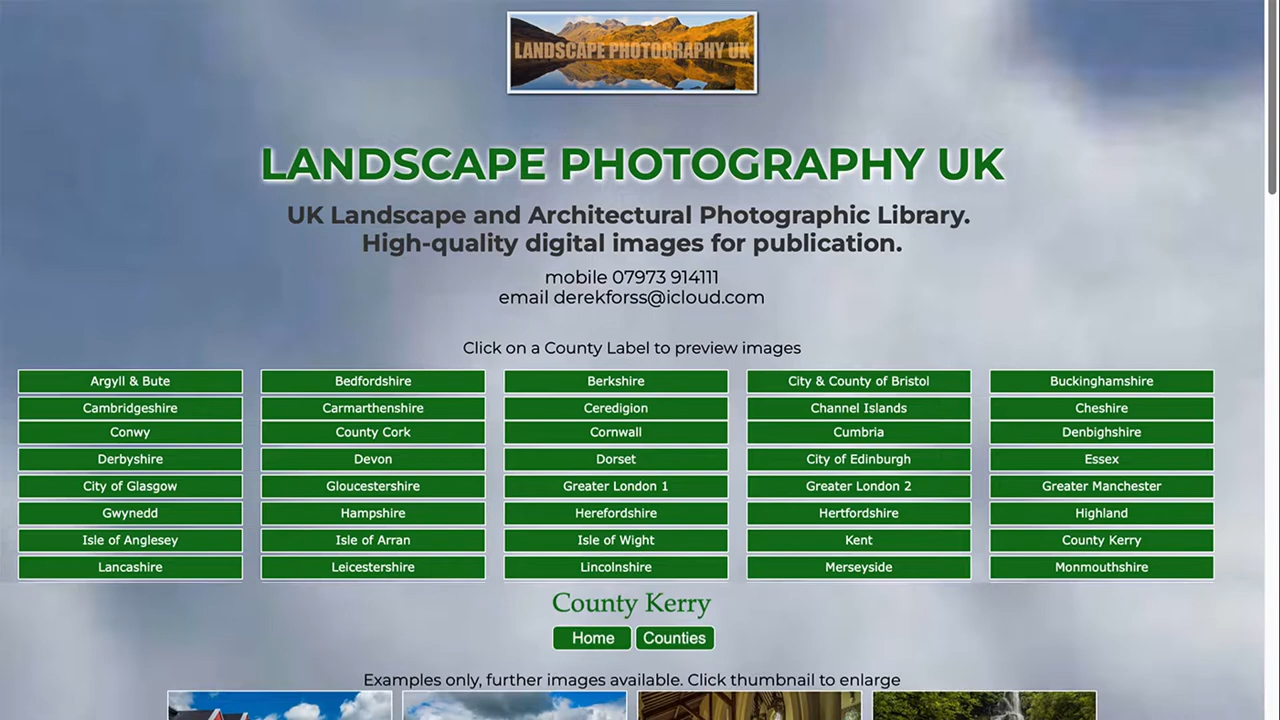 LANDSCAPE PHOTOGRAPHY UK
LANDSCAPE PHOTOGRAPHY UK
UK Landscape and Architectural Photographic Library.
High-quality digital images for publication.
mobile 07973 914111
email derekforss@icloud.com
Click on a County Label to preview images
Argyll & Bute Bedfordshire Berkshire City & County of Bristol Buckinghamshire
Cambridgeshire Carmarthenshire Ceredigion Channel Islands Cheshire
Conwy County Cork Cornwall Cumbria Denbighshire
Derbyshire Devon Dorset City of Edinburgh Essex
City of Glasgow Gloucestershire Greater London 1 Greater London 2 Greater Manchester
Gwynedd Hampshire Herefordshire Hertfordshire Highland
Isle of Anglesey Isle of Arran Isle of Wight Kent County Kerry
Lancashire Leicestershire Lincolnshire Merseyside Monmouthshire
County Kerry
Home Counties
Examples only, further images available. Click thumbnail to enlarge